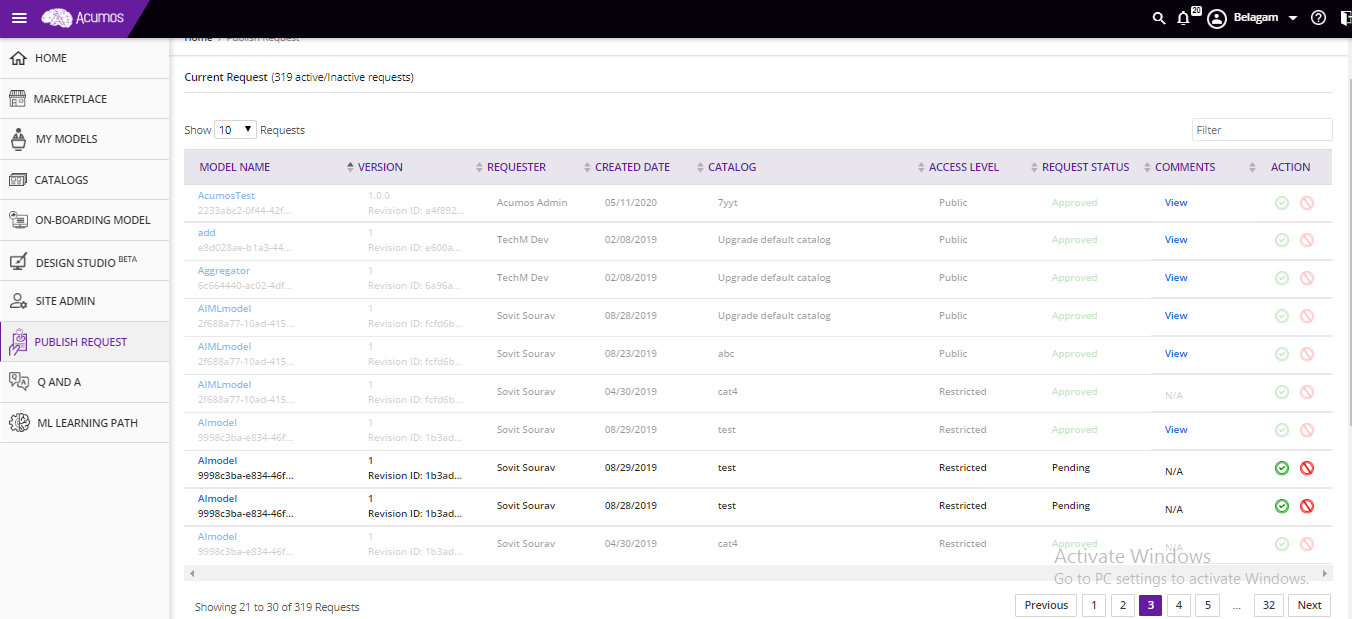 Acumos
20
Belagam
Home / Publish Request
HOME
MARKETPLACE
MY MODELS
CATALOGS
ON-BOARDING MODEL
DESIGN STUDIO BETA
SITE ADMIN
PUBLISH REQUEST
Q AND A
ML LEARNING PATH
Current Request (319 active/Inactive requests)
Show 10 Requests
Filter
MODEL NAME VERSION REQUESTER CREATED DATE CATALOG ACCESS LEVEL REQUEST STATUS COMMENTS ACTION
AcumosTest 1.0.0
2233abc2-0f44-42f... Revision ID: a4f892... Acumos Admin 05/11/2020 7yyt Public Approved View
add 1
e8d028ae-b1a3-44... Revision ID: e600a... TechM Dev 02/08/2019 Upgrade default catalog Public Approved View
Aggregator 1
6c664440-ac02-4df... Revision ID: 6a96a... TechM Dev 02/08/2019 Upgrade default catalog Public Approved View
AIMLmodel 1
2f688a77-10ad-415... Revision ID: fcfd6b... Sovit Sourav 08/28/2019 Upgrade default catalog Public Approved View
AIMLmodel 1
2f688a77-10ad-415... Revision ID: fcfd6b... Sovit Sourav 08/23/2019 abc Public Approved View
AIMLmodel 1
2f688a77-10ad-415... Revision ID: fcfd6b... Sovit Sourav 04/30/2019 cat4 Restricted Approved N/A
AImodel 1
9998c3ba-e834-46f... Revision ID: 1b3ad... Sovit Sourav 08/29/2019 test Restricted Approved View
AImodel 1
9998c3ba-e834-46f... Revision ID: 1b3ad... Sovit Sourav 08/29/2019 test Restricted Pending N/A
AImodel 1
9998c3ba-e834-46f... Revision ID: 1b3ad... Sovit Sourav 08/28/2019 test Restricted Pending N/A
AImodel 1
9998c3ba-e834-46f... Revision ID: 1b3ad... Sovit Sourav 04/30/2019 cat4 Restricted Approved N/A
Activate Windows
Go to PC settings to activate Windows.
Showing 21 to 30 of 319 Requests
Previous 1 2 3 4 5 ... 32 Next